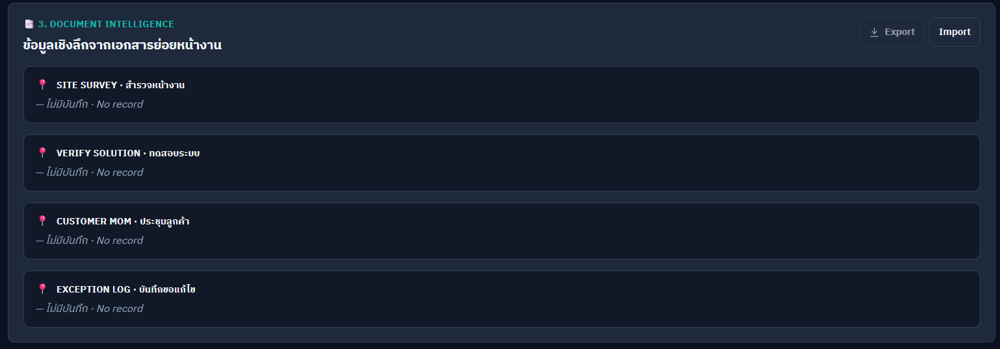 3. DOCUMENT INTELLIGENCE
ข้อมูลเชิงลึกจากเอกสารย่อยหน้างาน
Export
Import
SITE SURVEY · สำรวจหน้างาน
— ไม่มีบันทึก · No record
VERIFY SOLUTION · ทดสอบระบบ
— ไม่มีบันทึก · No record
CUSTOMER MOM · ประชุมลูกค้า
— ไม่มีบันทึก · No record
EXCEPTION LOG · บันทึกขอแก้ไข
— ไม่มีบันทึก · No record